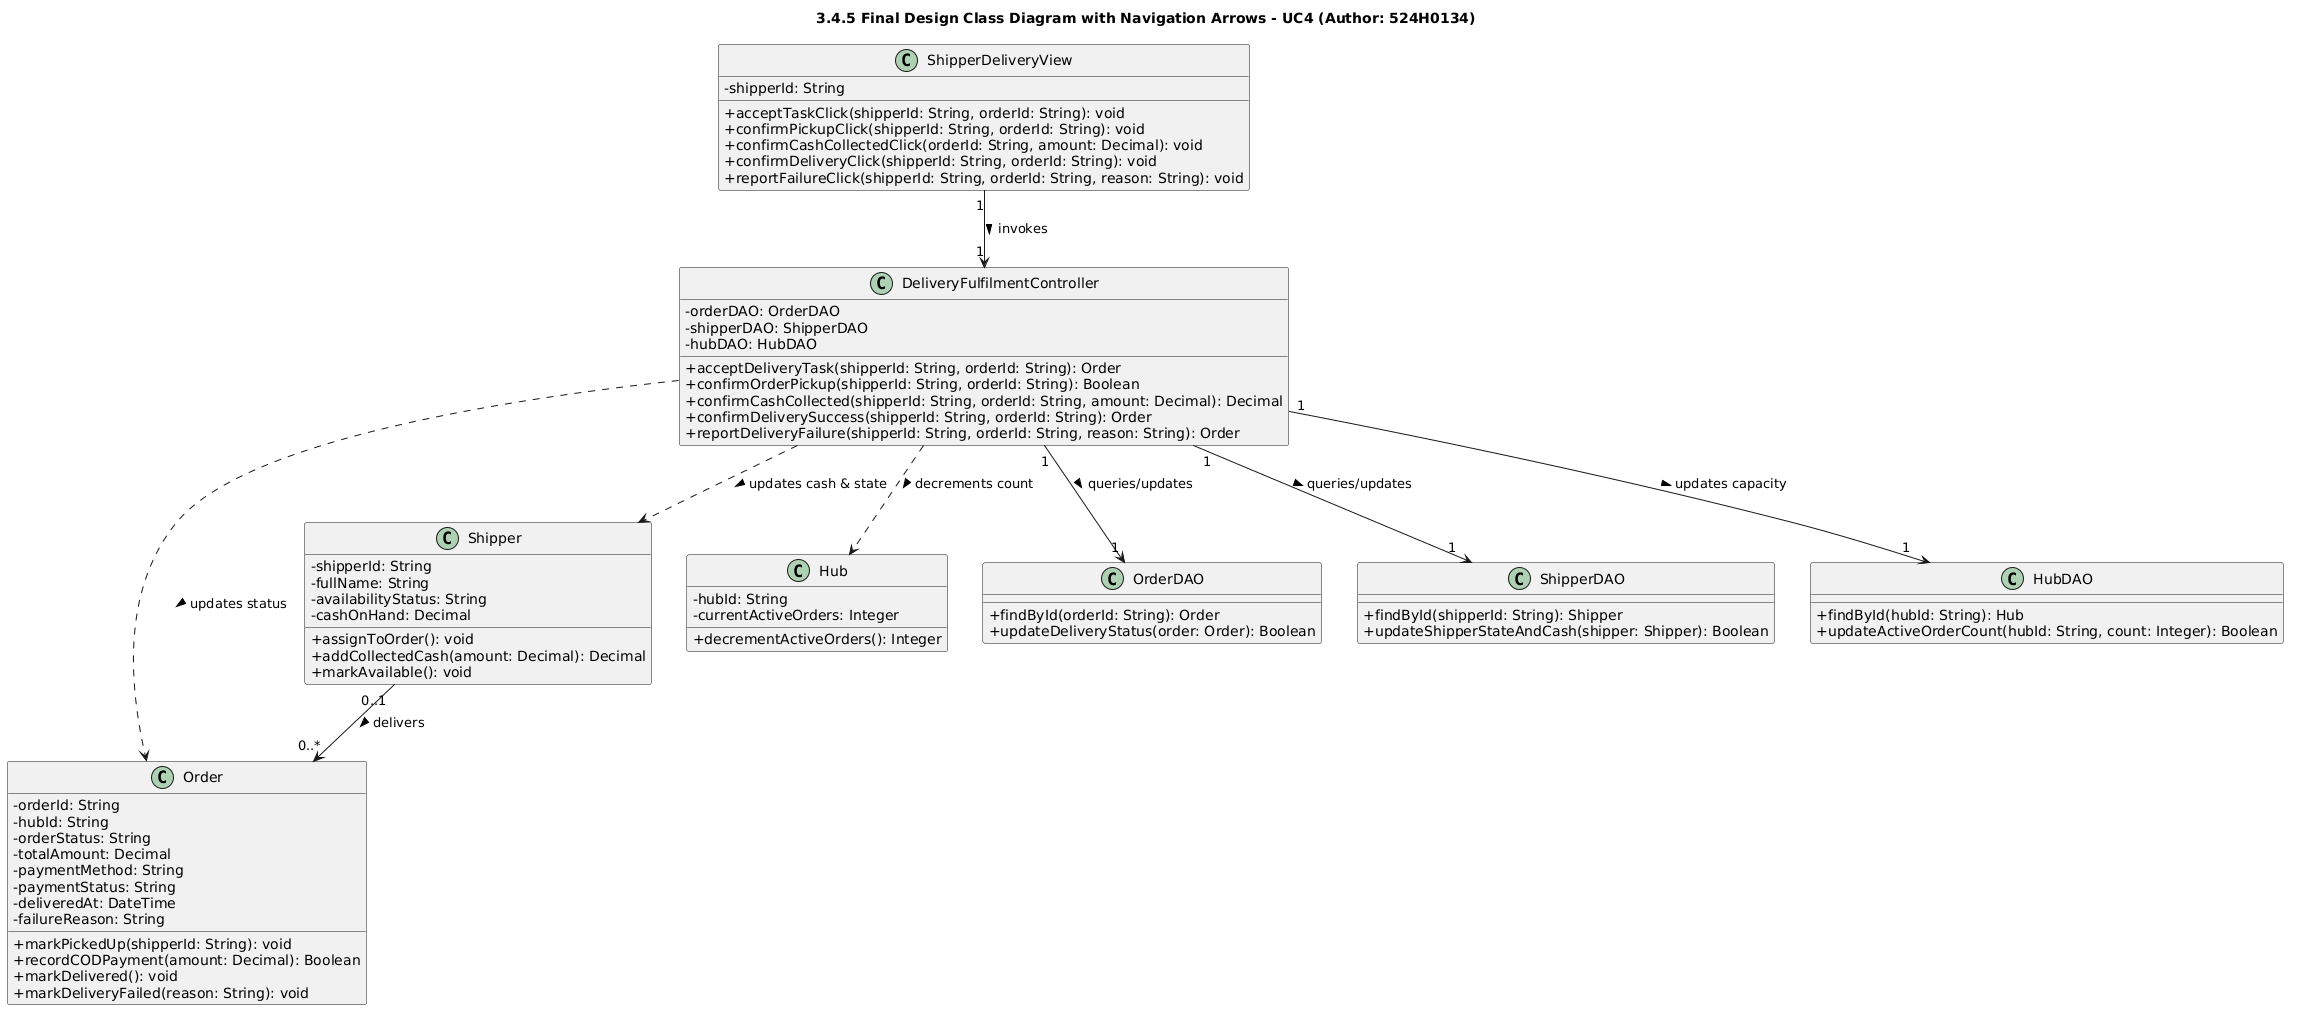 3.4.5 Final Design Class Diagram with Navigation Arrows - UC4 (Author: 524H0134)
C ShipperDeliveryView
-shipperId: String
+acceptTaskClick(shipperId: String, orderId: String): void
+confirmPickupClick(shipperId: String, orderId: String): void
+confirmCashCollectedClick(orderId: String, amount: Decimal): void
+confirmDeliveryClick(shipperId: String, orderId: String): void
+reportFailureClick(shipperId: String, orderId: String, reason: String): void
1
invokes
1
C DeliveryFulfilmentController
-orderDAO: OrderDAO
-shipperDAO: ShipperDAO
-hubDAO: HubDAO
+acceptDeliveryTask(shipperId: String, orderId: String): Order
+confirmOrderPickup(shipperId: String, orderId: String): Boolean
+confirmCashCollected(shipperId: String, orderId: String, amount: Decimal): Decimal
+confirmDeliverySuccess(shipperId: String, orderId: String): Order
+reportDeliveryFailure(shipperId: String, orderId: String, reason: String): Order
1
1
1
updates cash & state
decrements count
queries/updates
queries/updates
updates capacity
1
1
1
updates status
C Shipper
-shipperId: String
-fullName: String
-availabilityStatus: String
-cashOnHand: Decimal
+assignToOrder(): void
+addCollectedCash(amount: Decimal): Decimal
+markAvailable(): void
C Hub
-hubId: String
-currentActiveOrders: Integer
+decrementActiveOrders(): Integer
C OrderDAO
+findById(orderId: String): Order
+updateDeliveryStatus(order: Order): Boolean
C ShipperDAO
+findById(shipperId: String): Shipper
+updateShipperStateAndCash(shipper: Shipper): Boolean
C HubDAO
+findById(hubId: String): Hub
+updateActiveOrderCount(hubId: String, count: Integer): Boolean
0..1
delivers
0..*
C Order
-orderId: String
-hubId: String
-orderStatus: String
-totalAmount: Decimal
-paymentMethod: String
-paymentStatus: String
-deliveredAt: DateTime
-failureReason: String
+markPickedUp(shipperId: String): void
+recordCODPayment(amount: Decimal): Boolean
+markDelivered(): void
+markDeliveryFailed(reason: String): void